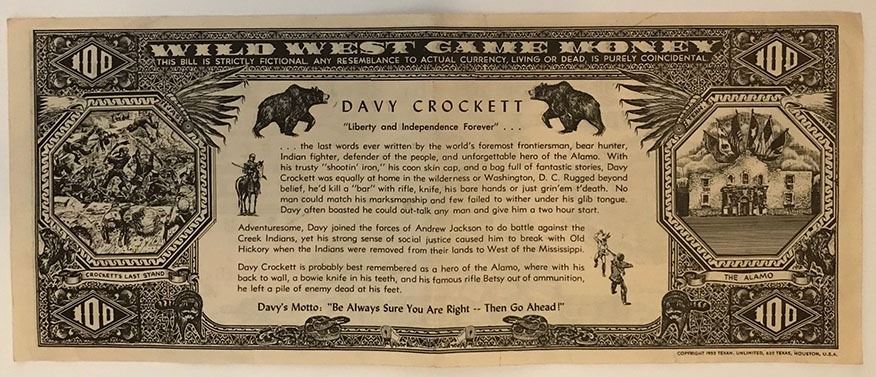 100
WILD WEST GAME MONEY
100
THIS BILL IS STRICTLY FICTIONAL. ANY RESEMBLANCE TO ACTUAL CURRENCY, LIVING OR DEAD, IS PURELY COINCIDENTAL.
DAVY CROCKETT
"Liberty and Independence Forever" . . .
. . . the last words ever written by the world's foremost frontiersman, bear hunter,
Indian fighter, defender of the people, and unforgettable hero of the Alamo. With
his trusty "shootin' iron," his coon skin cap, and a bag full of fantastic stories, Davy
Crockett was equally at home in the wilderness or Washington, D. C. Rugged beyond
belief, he'd kill a "bar" with rifle, knife, his bare hands or just grin'em t'death. No
man could match his marksmanship and few failed to wither under his glib tongue.
Davy often boasted he could out-talk any man and give him a two hour start.
Adventuresome, Davy joined the forces of Andrew Jackson to do battle against the
Creek Indians, yet his strong sense of social justice caused him to break with Old
Hickory when the Indians were removed from their lands to West of the Mississippi.
Davy Crockett is probably best remembered as a hero of the Alamo, where with his
back to wall, a bowie knife in his teeth, and his famous rifle Betsy out of ammunition,
he left a pile of enemy dead at his feet.
Davy's Motto: "Be Always Sure You Are Right -- Then Go Ahead!"
CROCKETT'S LAST STAND
THE ALAMO
100
100
COPYRIGHT 1955 TEXAN, UNLIMITED, 620 TEXAS, HOUSTON, U.S.A.